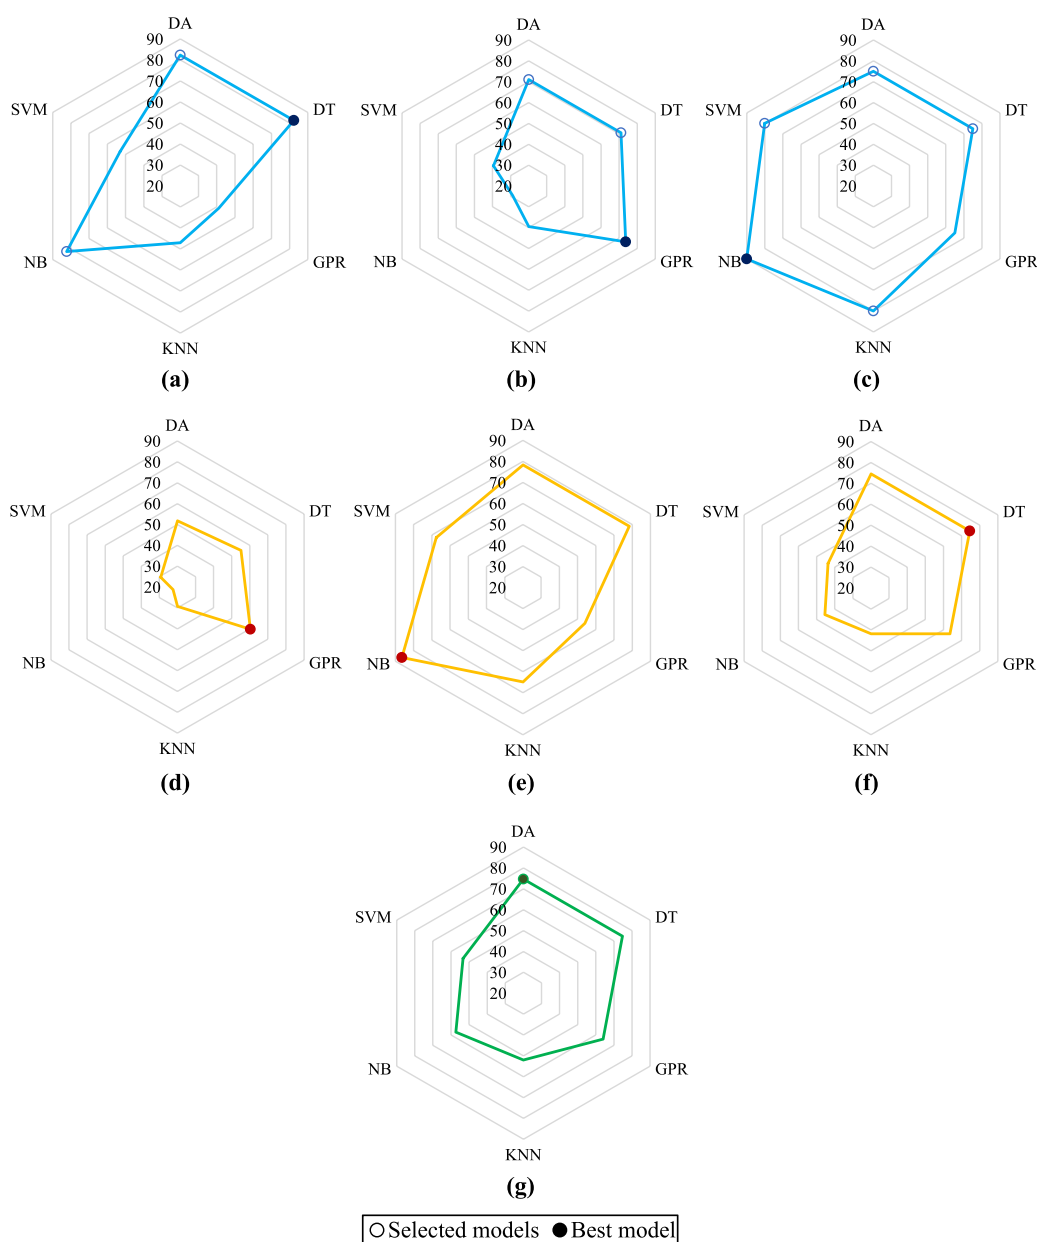 DA
90
80
70
60
50
40
30
20
SVM
DT
NB
GPR
KNN
(a)
DA
90
80
70
60
50
40
30
20
SVM
DT
NB
GPR
KNN
(b)
DA
90
80
70
60
50
40
30
20
SVM
DT
NB
GPR
KNN
(c)
DA
90
80
70
60
50
40
30
20
SVM
DT
NB
GPR
KNN
(d)
DA
90
80
70
60
50
40
30
20
SVM
DT
NB
GPR
KNN
(e)
DA
90
80
70
60
50
40
30
20
SVM
DT
NB
GPR
KNN
(f)
DA
90
80
70
60
50
40
30
20
SVM
DT
NB
GPR
KNN
(g)
Selected models Best model